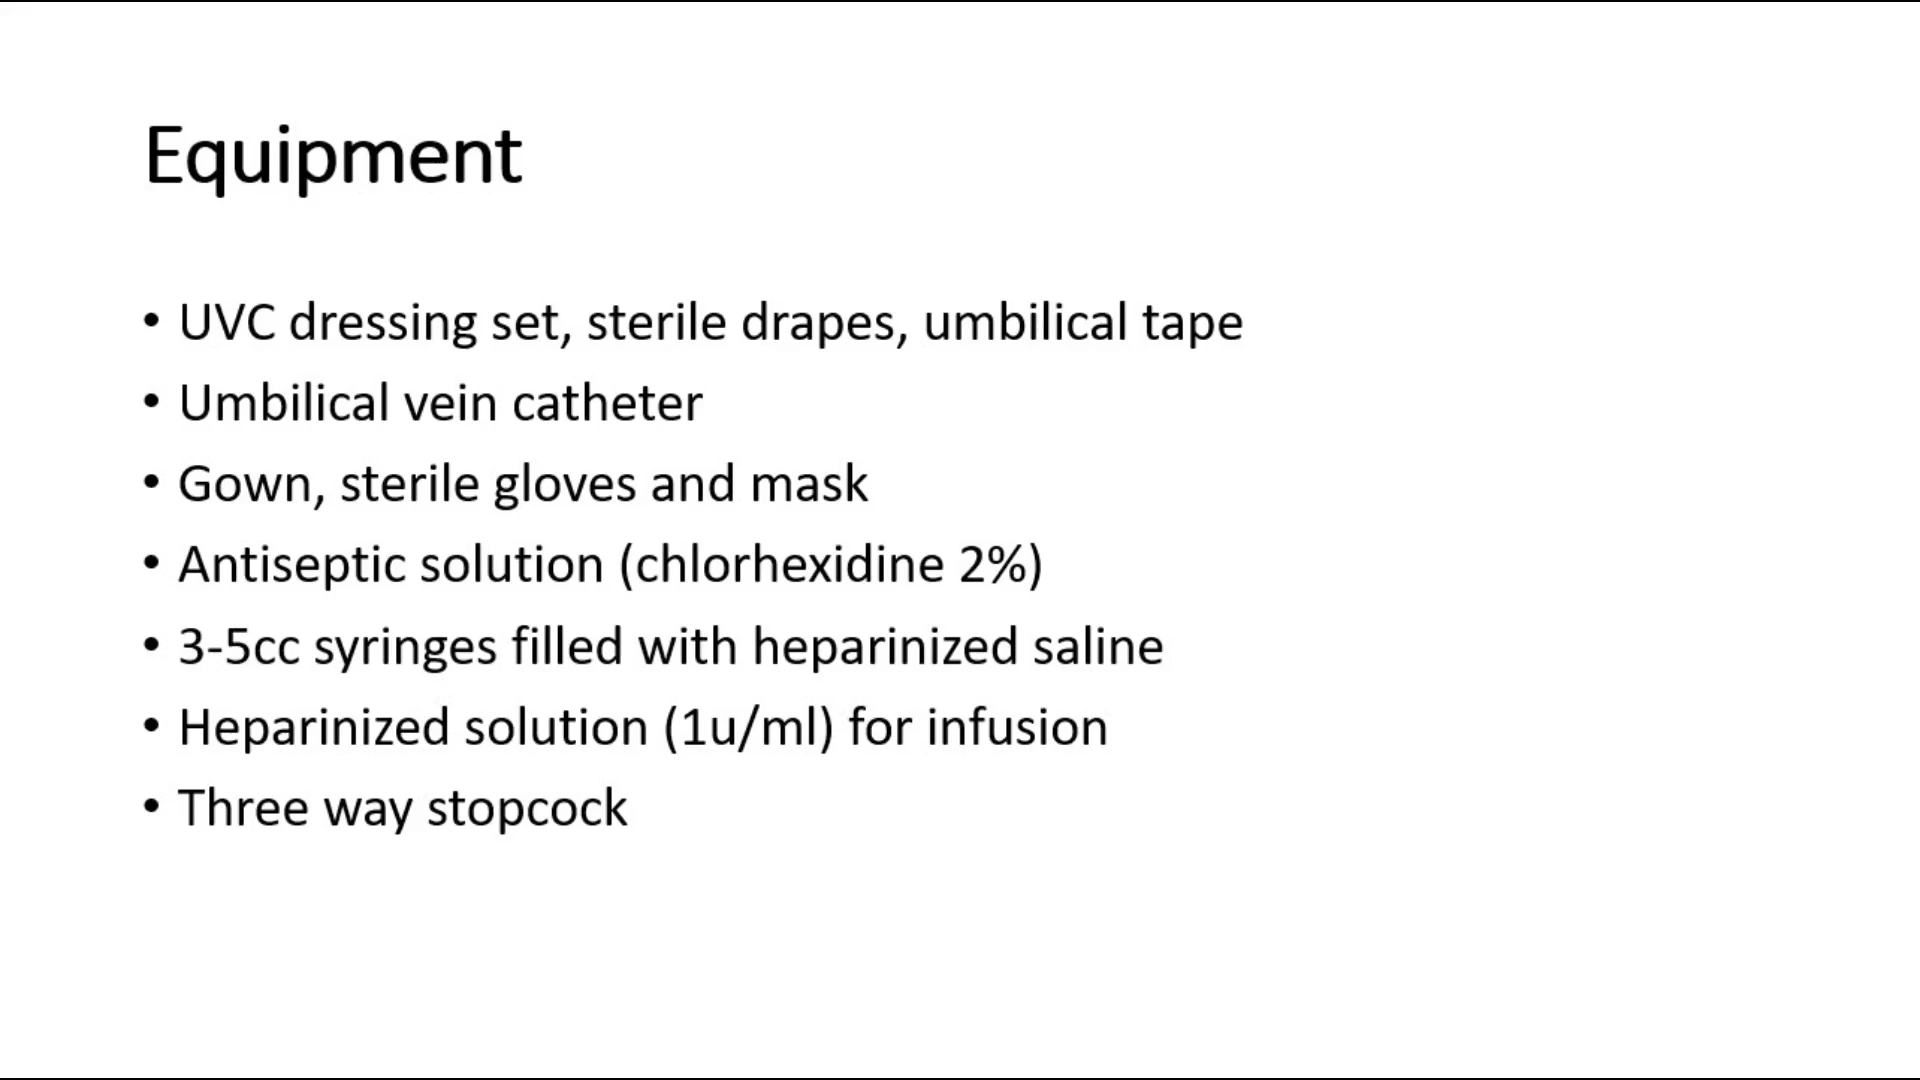 Equipment
• UVC dressing set, sterile drapes, umbilical tape
• Umbilical vein catheter
• Gown, sterile gloves and mask
• Antiseptic solution (chlorhexidine 2%)
• 3-5cc syringes filled with heparinized saline
• Heparinized solution (1u/ml) for infusion
• Three way stopcock